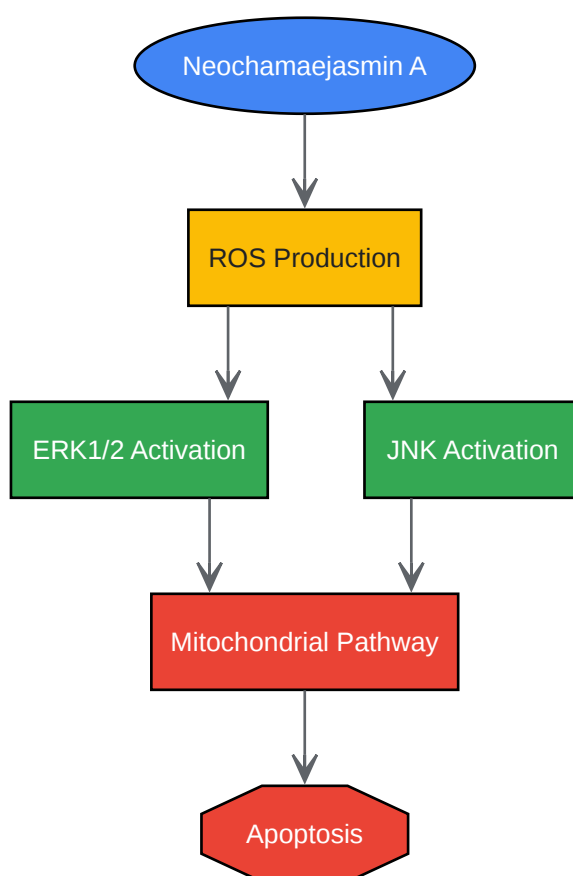 Neochamaejasmin A
ROS Production
ERK1/2 Activation
JNK Activation
Mitochondrial Pathway
Apoptosis